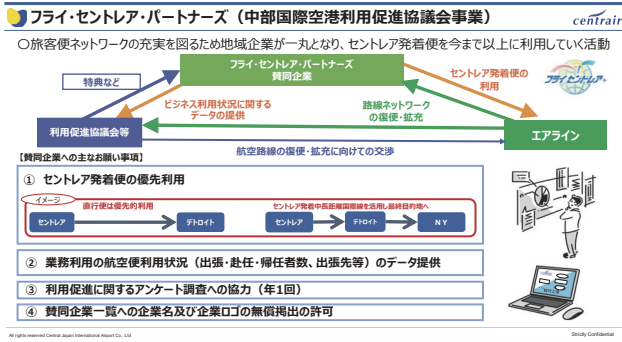 フライ・セントレア・パートナーズ（中部国際空港利用促進協議会事業）
centrair
〇旅客便ネットワークの充実を図るため地域企業が一丸となり、セントレア発着便を今まで以上に利用していく活動
フライ・セントレア・パートナーズ
賛同企業
特典など
ビジネス利用状況に関する
データの提供
路線ネットワーク
の復便・拡充
セントレア発着便の
利用
フライセントレア+
利用促進協議会等
エアライン
航空路線の復便・拡充に向けての交渉
【賛同企業への主なお願い事項】
① セントレア発着便の優先利用
イメージ
直行便は優先的利用
セントレア発着中長距離国際線を活用し最終目的地へ
セントレア
デトロイト
セントレア
デトロイト
NY
② 業務利用の航空便利用状況（出張・赴任・帰任者数、出張先等）のデータ提供
③ 利用促進に関するアンケート調査への協力（年1回）
④ 賛同企業一覧への企業名及び企業ロゴの無償掲出の許可
All rights reserved Central Japan International Airport Co., Ltd
Strictly Confidential